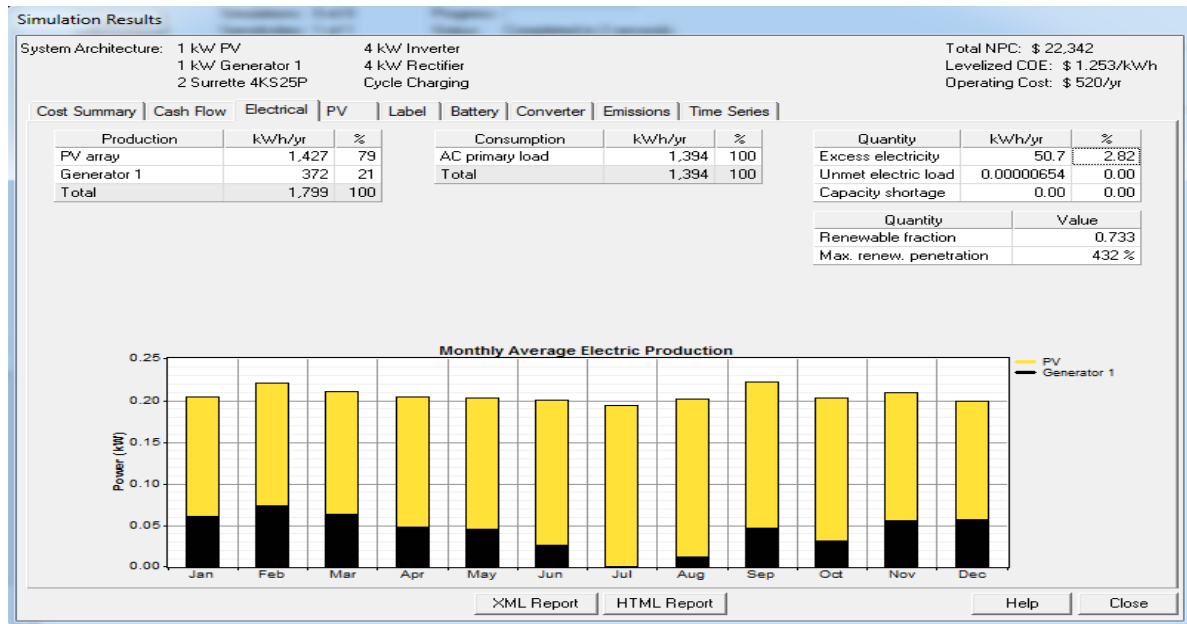 Simulation Results
System Architecture: 1 kW PV 4 kW Inverter Total NPC: $ 22,342
1 kW Generator 1 4 kW Rectifier Levelized COE: $ 1.253/kWh
2 Surrette 4KS25P Cycle Charging Operating Cost: $ 520/yr
Cost Summary Cash Flow Electrical PV Label Battery Converter Emissions Time Series
Production kWh/yr %
PV array 1,427 79
Generator 1 372 21
Total 1,799 100
Consumption kWh/yr %
AC primary load 1,394 100
Total 1,394 100
Quantity kWh/yr %
Excess electricity 50.7 2.82
Unmet electric load 0.00000654 0.00
Capacity shortage 0.00 0.00
Quantity Value
Renewable fraction 0.733
Max. renew. penetration 432 %
Monthly Average Electric Production
0.25
0.20
0.15
0.10
0.05
0.00
Power (kW)
Jan Feb Mar Apr May Jun Jul Aug Sep Oct Nov Dec
PV
Generator 1
XML Report HTML Report Help Close